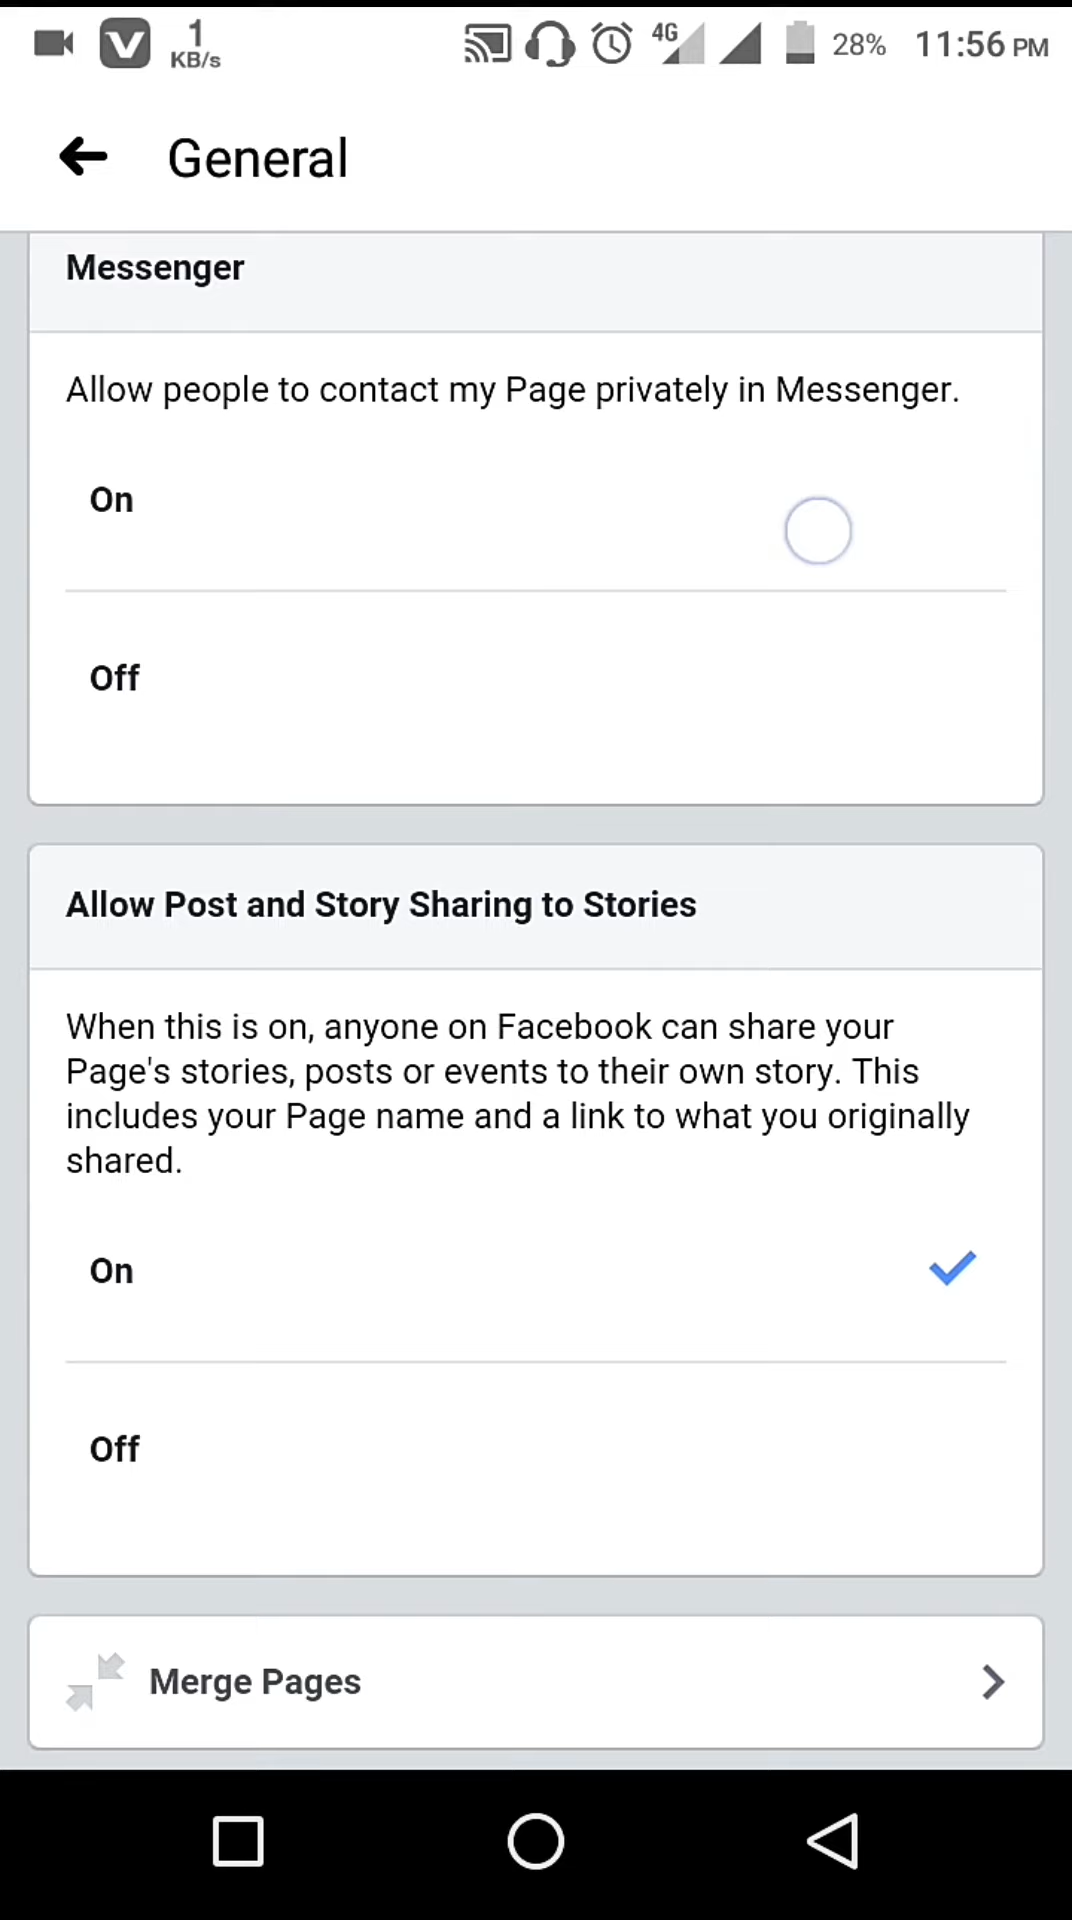 1
KB/s
4G
28%
11:56 PM
General
Messenger
Allow people to contact my Page privately in Messenger.
On
Off
Allow Post and Story Sharing to Stories
When this is on, anyone on Facebook can share your
Page's stories, posts or events to their own story. This
includes your Page name and a link to what you originally
shared.
On
Off
Merge Pages